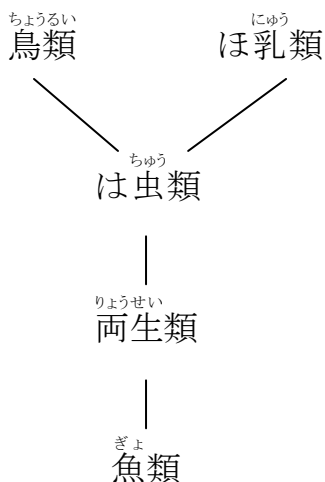 ちょうるい にゅう
鳥類 ほ乳類
ちゅう
は虫類
りょうせい
両生類
ぎょ
魚類